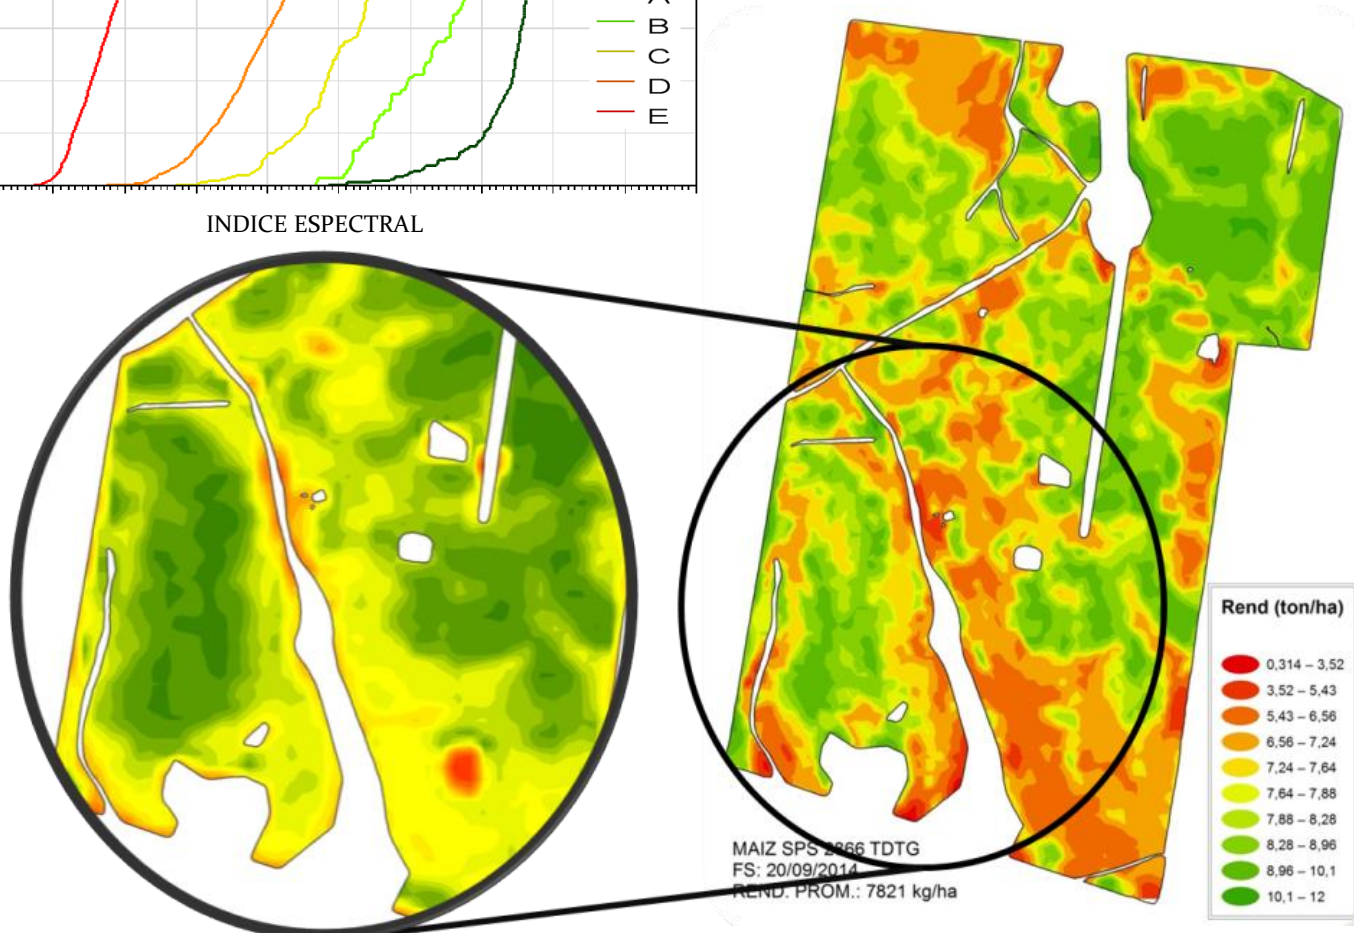 A
B
C
D
E
INDICE ESPECTRAL
Rend (ton/ha)
0,314 – 3,52
3,52 – 5,43
5,43 – 6,56
6,56 – 7,24
7,24 – 7,64
7,64 – 7,88
7,88 – 8,28
8,28 – 8,96
8,96 – 10,1
10,1 – 12
MAIZ SPS 2866 TDTG
FS: 20/09/2014
REND. PROM.: 7821 kg/ha